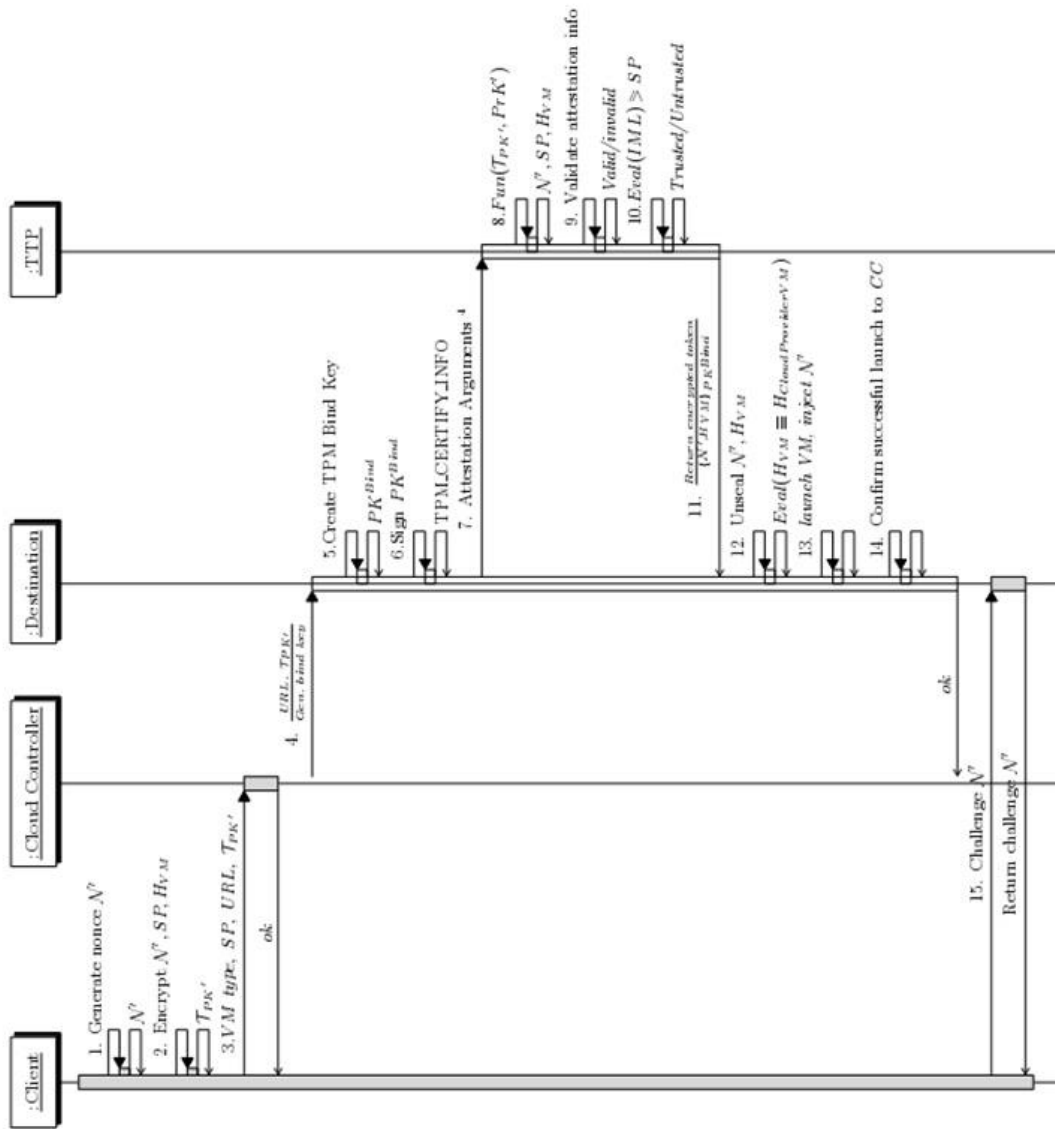 :Client
:Cloud Controller
:Destination
:TTP
1. Generate nonce N'
N'
2. Encrypt N', SP, H_VM
T_PK'
3.VM type, SP, URL, T_PK'
ok
4. URL, T_PK'
Gen. bind key
5.Create TPM Bind Key
PK^Bind
6.Sign PK^Bind
TPM_CERTIFY_INFO
7. Attestation Arguments 4
8.Fun(T_PK', PrK')
N', SP, H_VM
9. Validate attestation info
Valid/invalid
10.Eval(IML) ⩾ SP
Trusted/Untrusted
11. Return encrypted token
{N',H_VM}_PKBind
12. Unseal N', H_VM
Eval(H_VM ≡ H_CloudProviderVM)
13. launch VM, inject N'
14. Confirm successful launch to CC
ok
15. Challenge N'
Return challenge N'